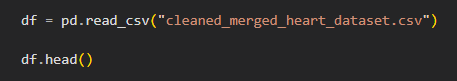 df = pd.read_csv("cleaned_merged_heart_dataset.csv")
df.head()